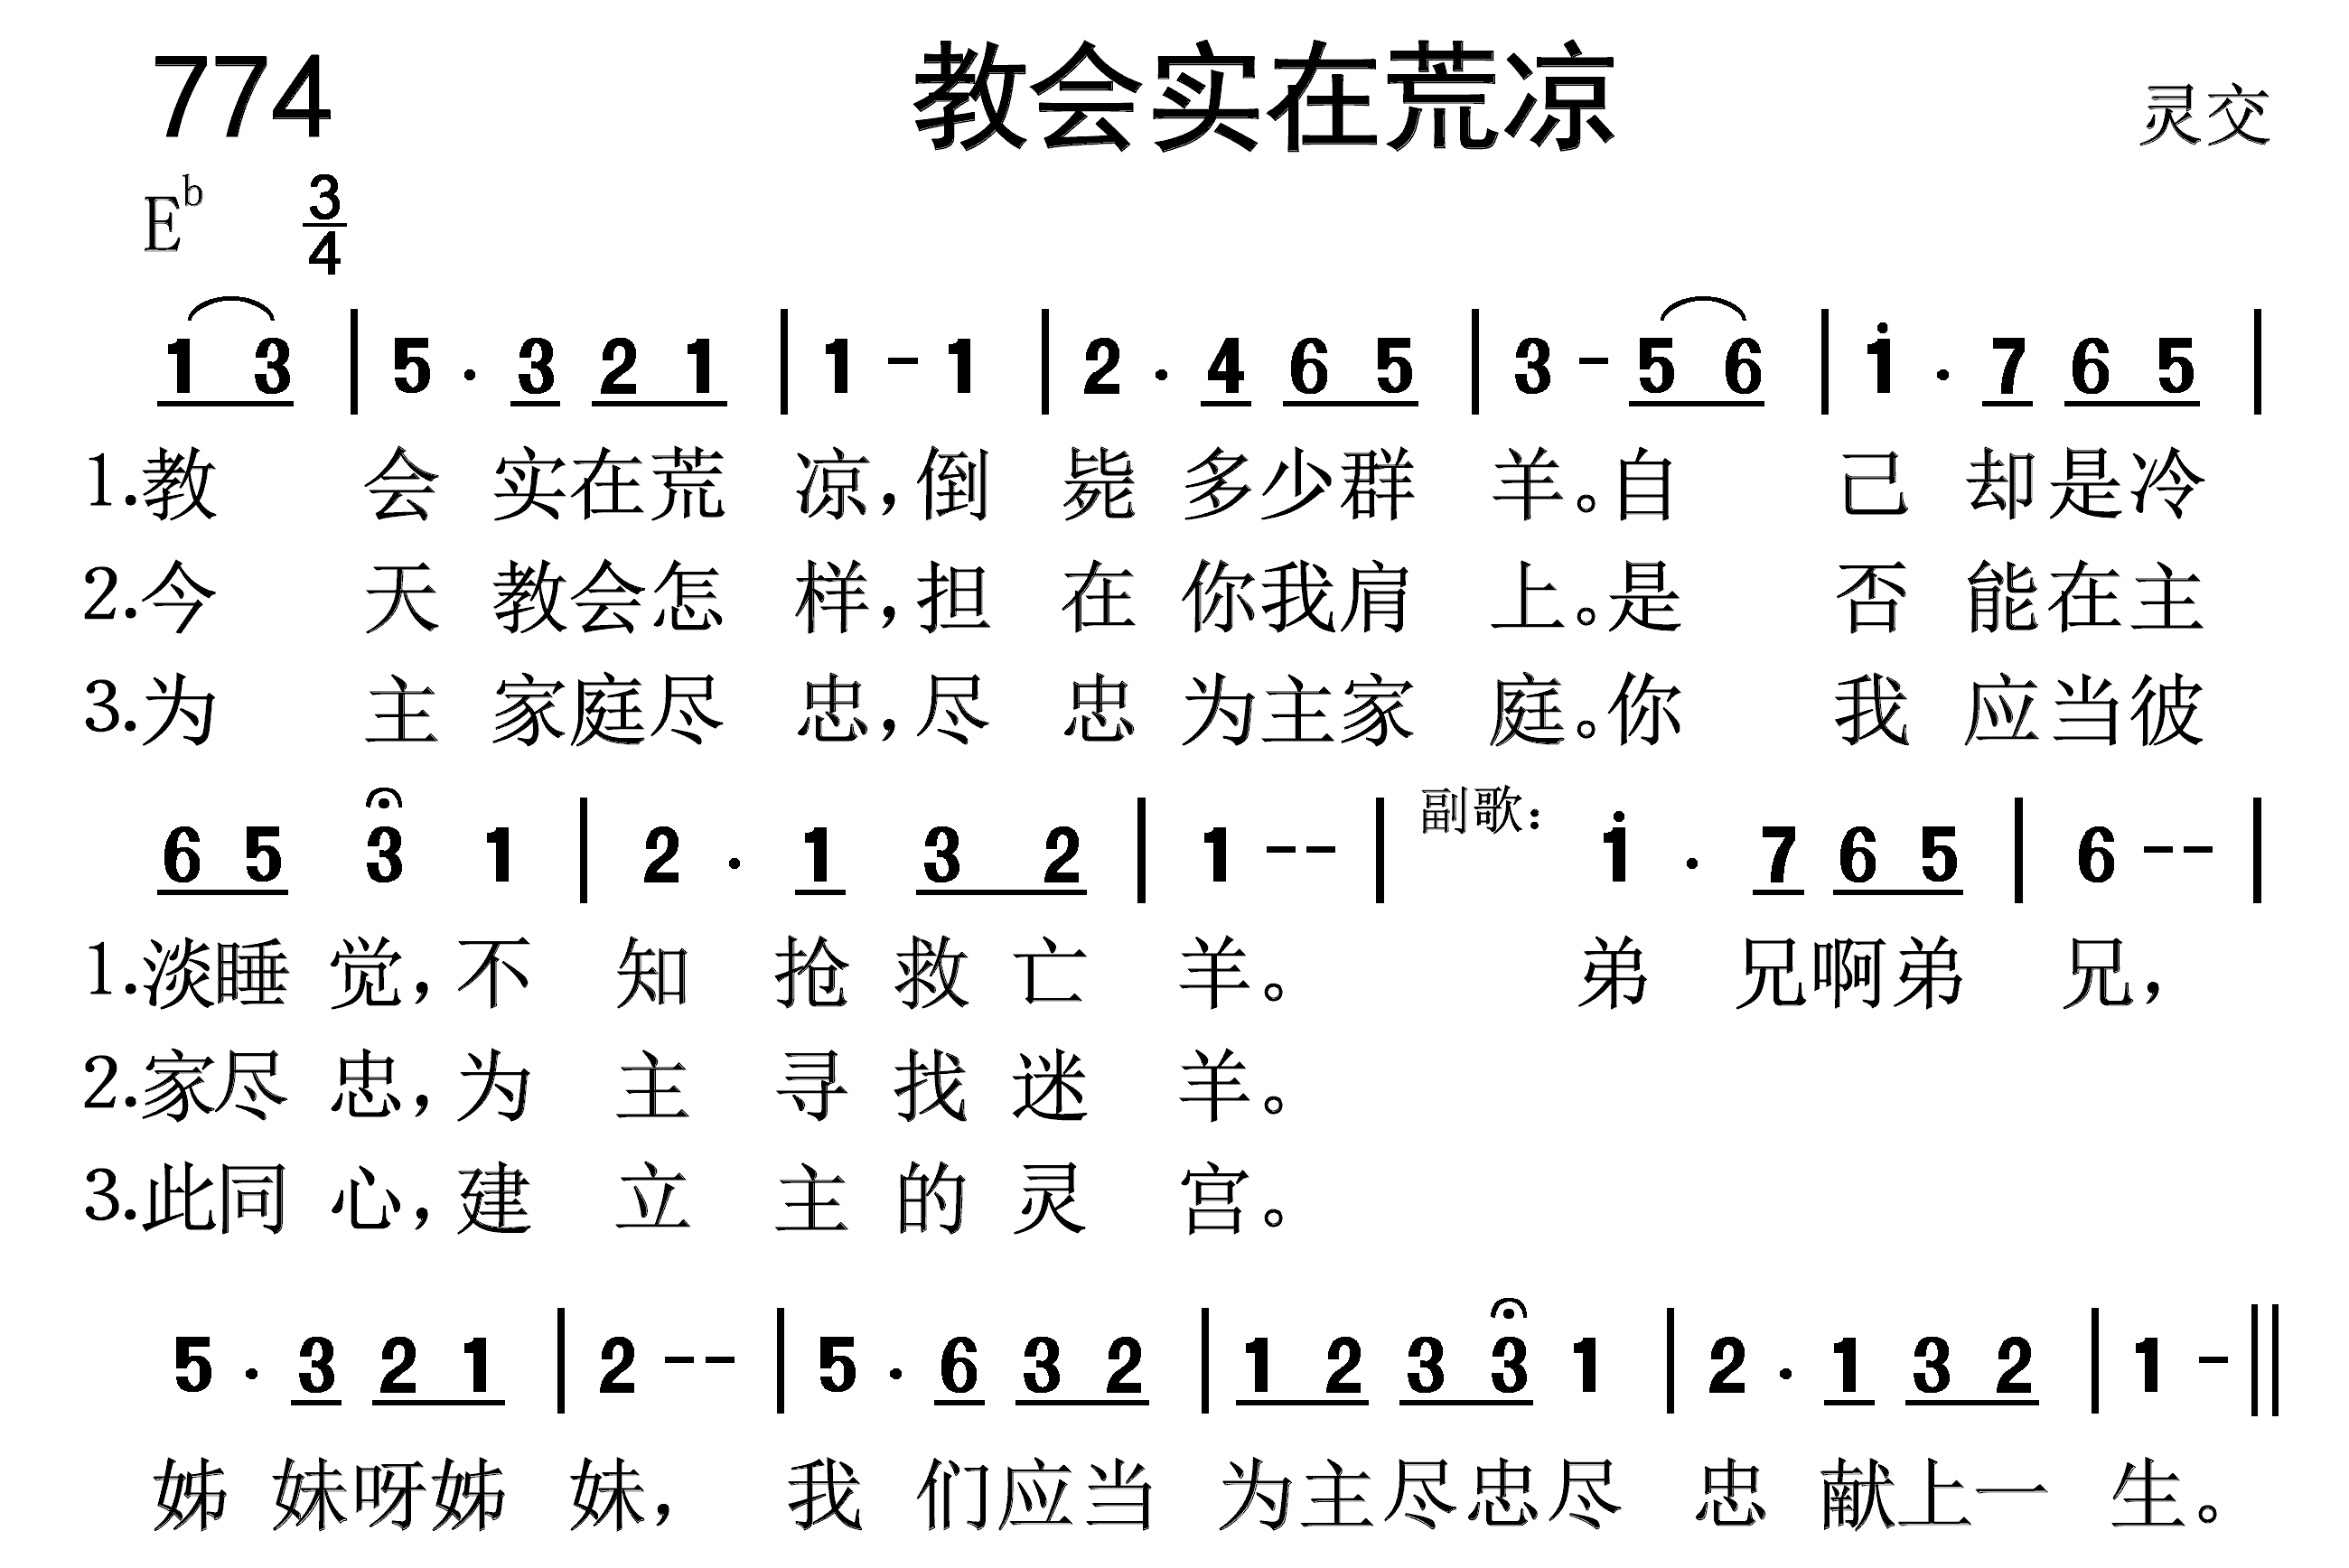 774 教会实在荒凉 灵交
E♭ 3/4
1 3 | 5 · 3 2 1 | 1 - 1 | 2 · 4 6 5 | 3 - 5 6 | 1̇ · 7 6 5 |
1.教 会 实在荒 凉,倒 毙 多少群 羊。自 己 却是冷
2.今 天 教会怎 样,担 在 你我肩 上。是 否 能在主
3.为 主 家庭尽 忠,尽 忠 为主家 庭。你 我 应当彼
6 5 3 1 | 2 · 1 3 2 | 1 -- | 副歌: 1̇ · 7 6 5 | 6 -- |
1.淡睡 觉,不 知 抢 救 亡 羊。 弟 兄啊弟 兄,
2.家尽 忠,为 主 寻 找 迷 羊。
3.此同 心,建 立 主 的 灵 宫。
5 · 3 2 1 | 2 -- | 5 · 6 3 2 | 1 2 3 3 1 | 2 · 1 3 2 | 1 - ‖
姊 妹呀姊 妹, 我 们应当 为主尽忠尽 忠 献上一 生。